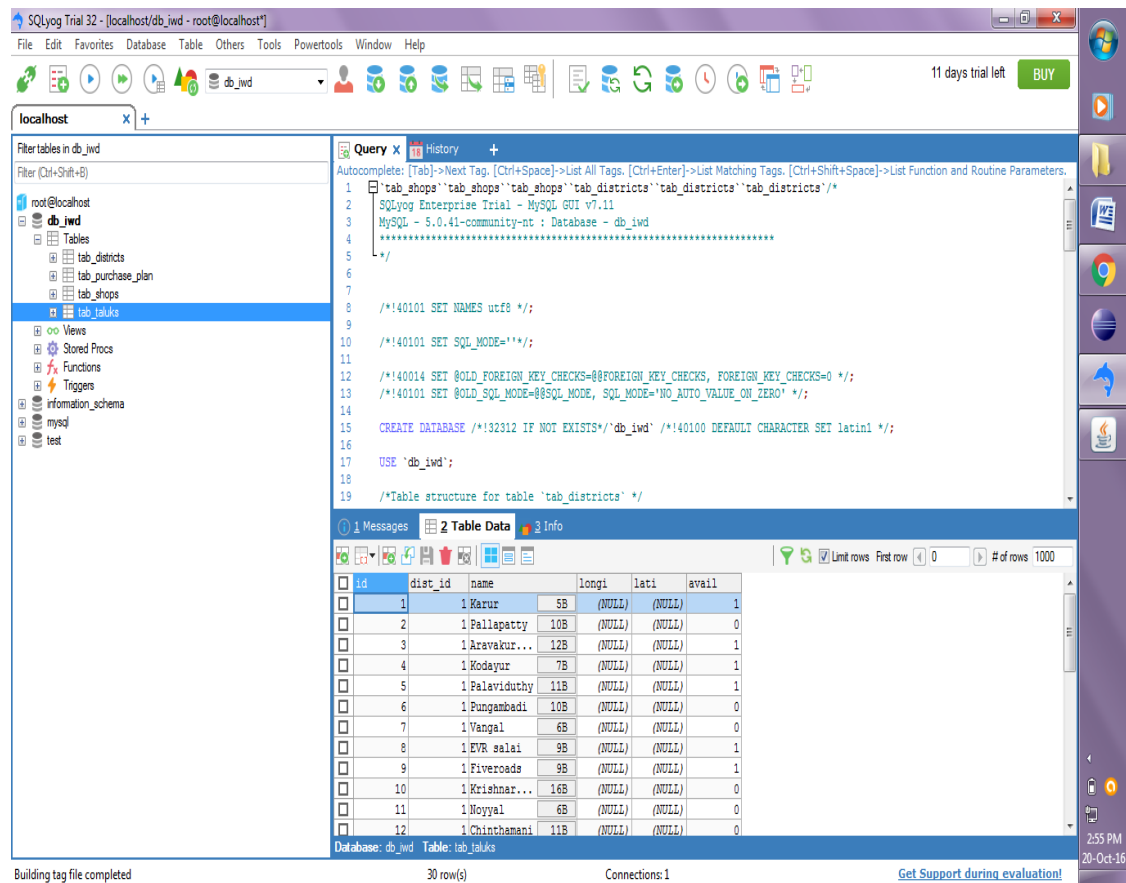 SQLyog Trial 32 - [localhost/db_iwd - root@localhost*]
File Edit Favorites Database Table Others Tools Powertools Window Help
db_iwd
11 days trial left
BUY
localhost x +
Filter tables in db_iwd
Filter (Ctrl+Shift+B)
root@localhost
db_iwd
Tables
tab_districts
tab_purchase_plan
tab_shops
tab_taluks
Views
Stored Procs
Functions
Triggers
information_schema
mysql
test
Query x 18 History +
Autocomplete: [Tab]->Next Tag. [Ctrl+Space]->List All Tags. [Ctrl+Enter]->List Matching Tags. [Ctrl+Shift+Space]->List Function and Routine Parameters.
1 `tab_shops``tab_shops``tab_shops``tab_districts``tab_districts``tab_districts`/*
2 SQLyog Enterprise Trial - MySQL GUI v7.11
3 MySQL - 5.0.41-community-nt : Database - db_iwd
4 *********************************************************************
5 */
6
7
8 /*!40101 SET NAMES utf8 */;
9
10 /*!40101 SET SQL_MODE=''*/;
11
12 /*!40014 SET @OLD_FOREIGN_KEY_CHECKS=@@FOREIGN_KEY_CHECKS, FOREIGN_KEY_CHECKS=0 */;
13 /*!40101 SET @OLD_SQL_MODE=@@SQL_MODE, SQL_MODE='NO_AUTO_VALUE_ON_ZERO' */;
14
15 CREATE DATABASE /*!32312 IF NOT EXISTS*/`db_iwd` /*!40100 DEFAULT CHARACTER SET latin1 */;
16
17 USE `db_iwd`;
18
19 /*Table structure for table `tab_districts` */
1 Messages 2 Table Data 3 Info
Limit rows First row 0 # of rows 1000
id dist_id name longi lati avail
1 1 Karur 5B (NULL) (NULL) 1
2 1 Pallapatty 10B (NULL) (NULL) 0
3 1 Aravakur... 12B (NULL) (NULL) 1
4 1 Kodayur 7B (NULL) (NULL) 1
5 1 Palaviduthy 11B (NULL) (NULL) 1
6 1 Pungambadi 10B (NULL) (NULL) 0
7 1 Vangal 6B (NULL) (NULL) 0
8 1 EVR salai 9B (NULL) (NULL) 1
9 1 Fiveroads 9B (NULL) (NULL) 1
10 1 Krishnar... 16B (NULL) (NULL) 0
11 1 Noyyal 6B (NULL) (NULL) 0
12 1 Chinthamani 11B (NULL) (NULL) 0
Database: db_iwd Table: tab_taluks
Building tag file completed
30 row(s)
Connections: 1
Get Support during evaluation!
2:55 PM
20-Oct-16